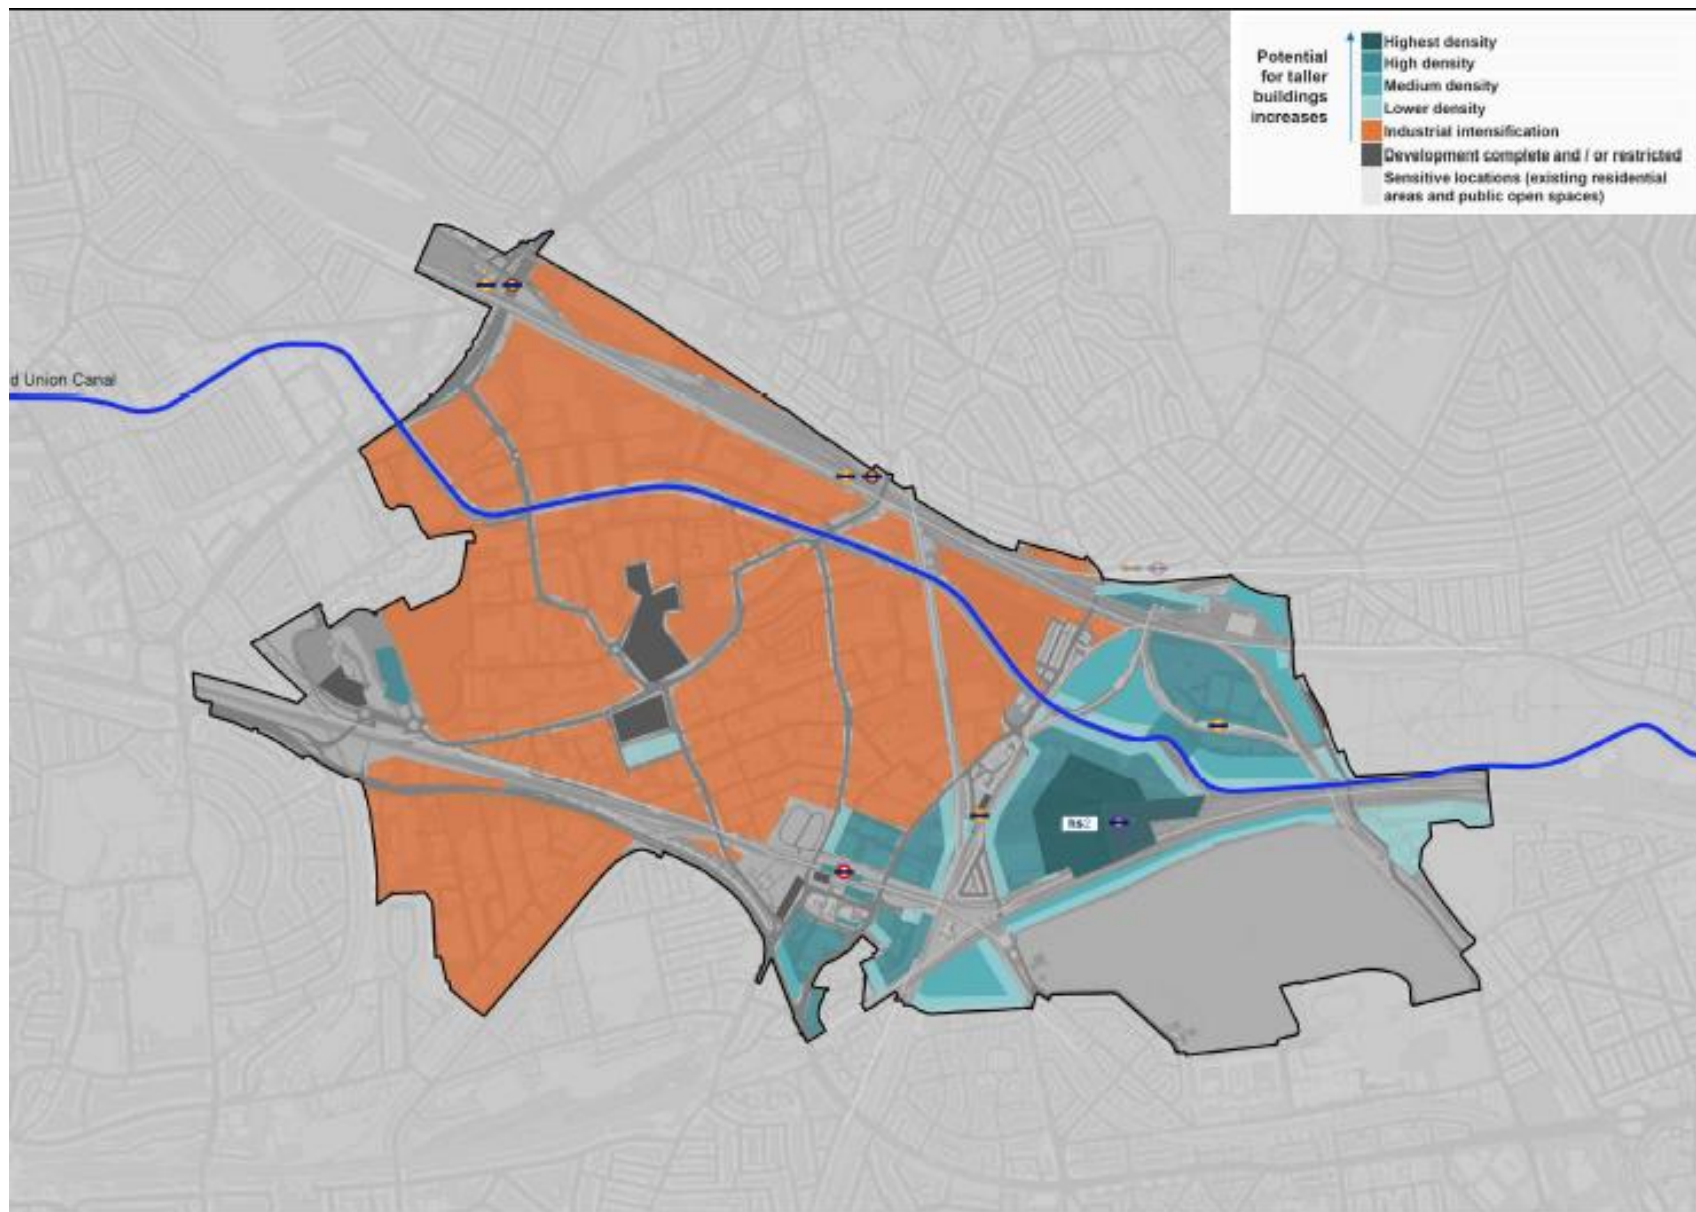 Potential
for taller
buildings
increases
Highest density
High density
Medium density
Lower density
Industrial intensification
Development complete and / or restricted
Sensitive locations (existing residential
areas and public open spaces)
d Union Canal
HS2